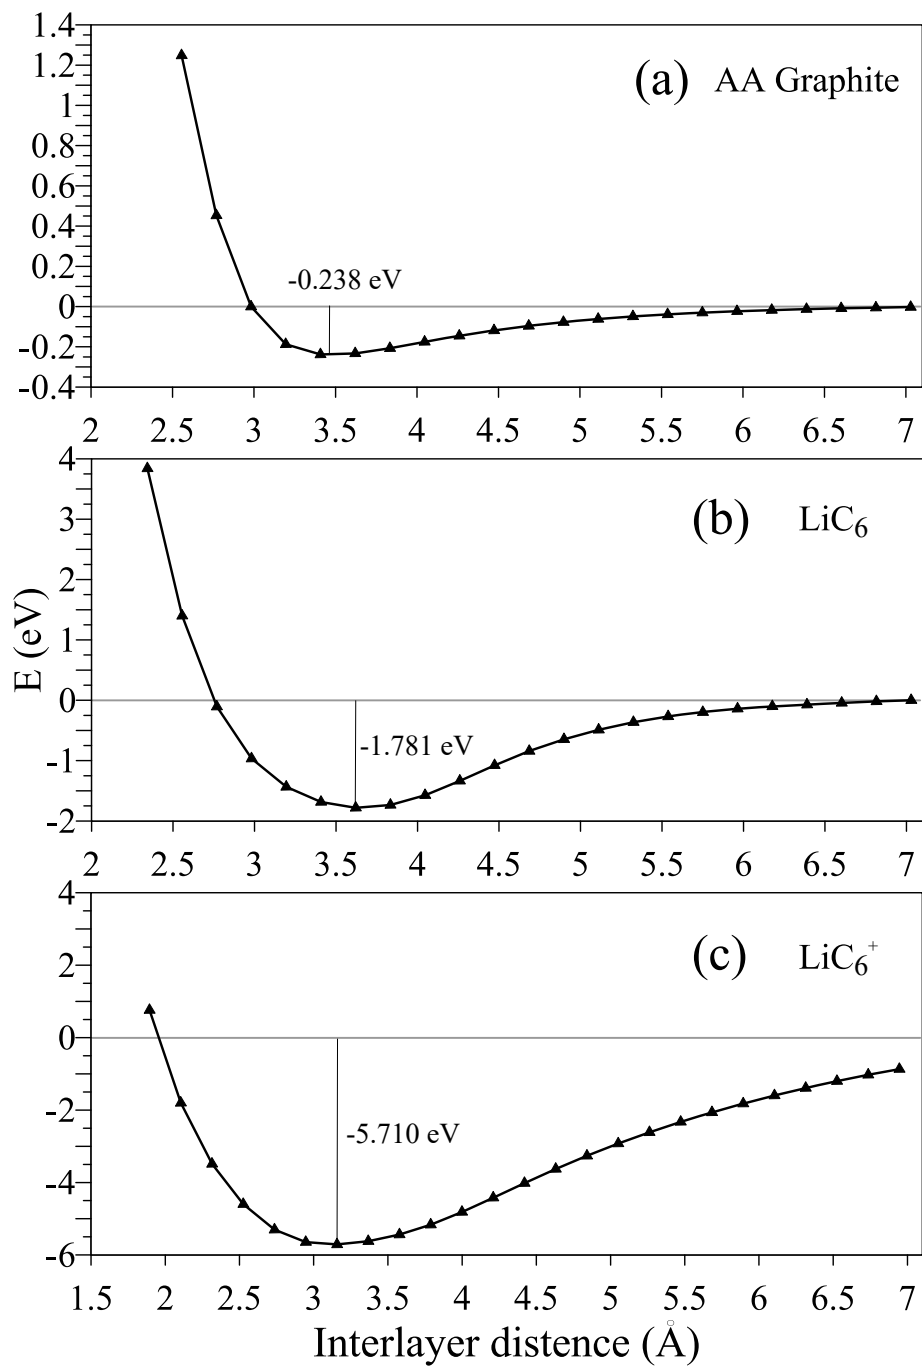 1.4
1.2
1
0.8
0.6
0.4
0.2
0
-0.2
-0.4
(a) AA Graphite
-0.238 eV
2 2.5 3 3.5 4 4.5 5 5.5 6 6.5 7
4
3
2
1
0
-1
-2
(b) LiC6
-1.781 eV
E (eV)
2 2.5 3 3.5 4 4.5 5 5.5 6 6.5 7
4
2
0
-2
-4
-6
(c) LiC6+
-5.710 eV
1.5 2 2.5 3 3.5 4 4.5 5 5.5 6 6.5 7
Interlayer distence (Å)